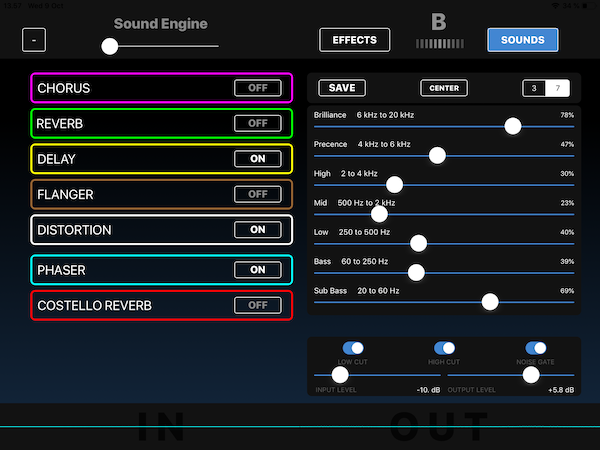 Sound Engine
-
EFFECTS
B
SOUNDS
CHORUS OFF
REVERB OFF
DELAY ON
FLANGER OFF
DISTORTION ON
PHASER ON
COSTELLO REVERB OFF
SAVE CENTER 3 7
Brilliance 6 kHz to 20 kHz 78%
Precence 4 kHz to 6 kHz 47%
High 2 to 4 kHz 30%
Mid 500 Hz to 2 kHz 23%
Low 250 to 500 Hz 40%
Bass 60 to 250 Hz 39%
Sub Bass 20 to 60 Hz 69%
LOW CUT HIGH CUT NOISE GATE
INPUT LEVEL -10. dB OUTPUT LEVEL +5.8 dB
IN OUT